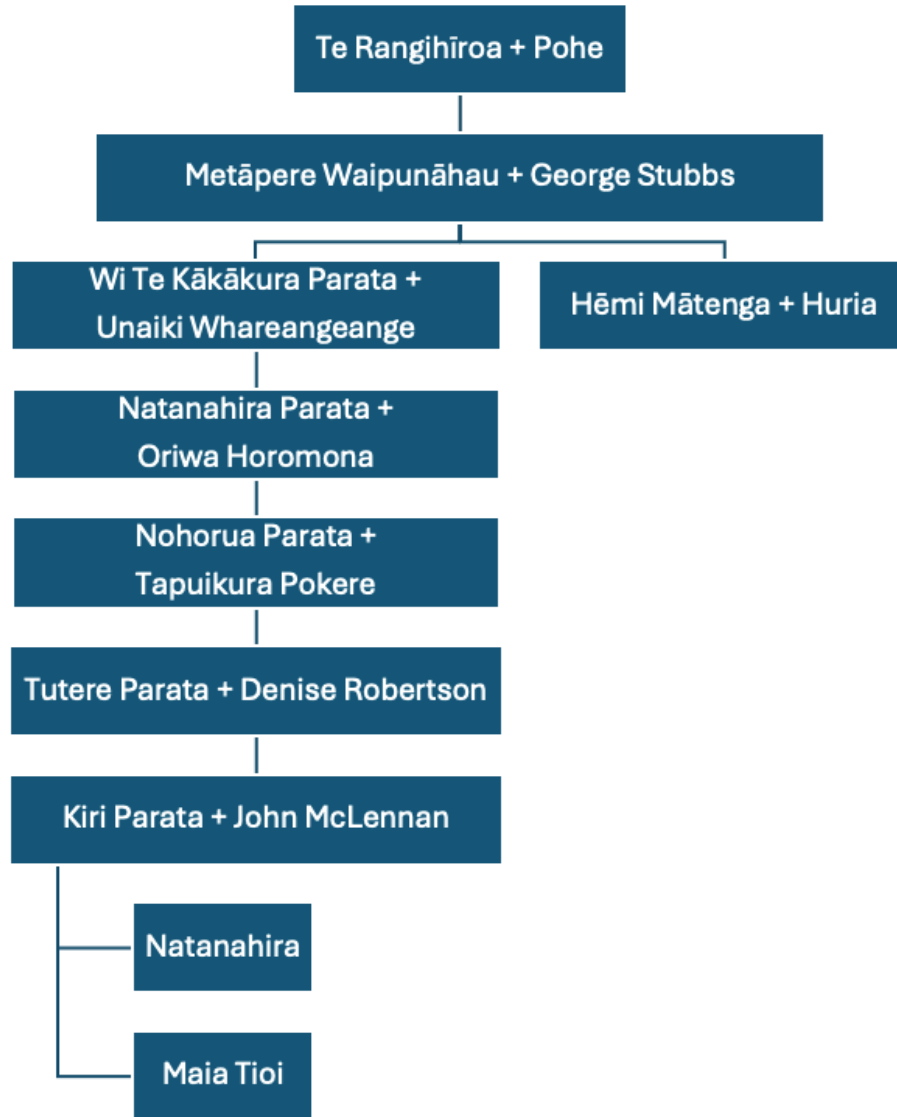 Te Rangihīroa + Pohe
Metāpere Waipunāhau + George Stubbs
Wi Te Kākākura Parata +
Unaiki Whareangeange
Hēmi Mātenga + Huria
Natanahira Parata +
Oriwa Horomona
Nohorua Parata +
Tapuikura Pokere
Tutere Parata + Denise Robertson
Kiri Parata + John McLennan
Natanahira
Maia Tioi